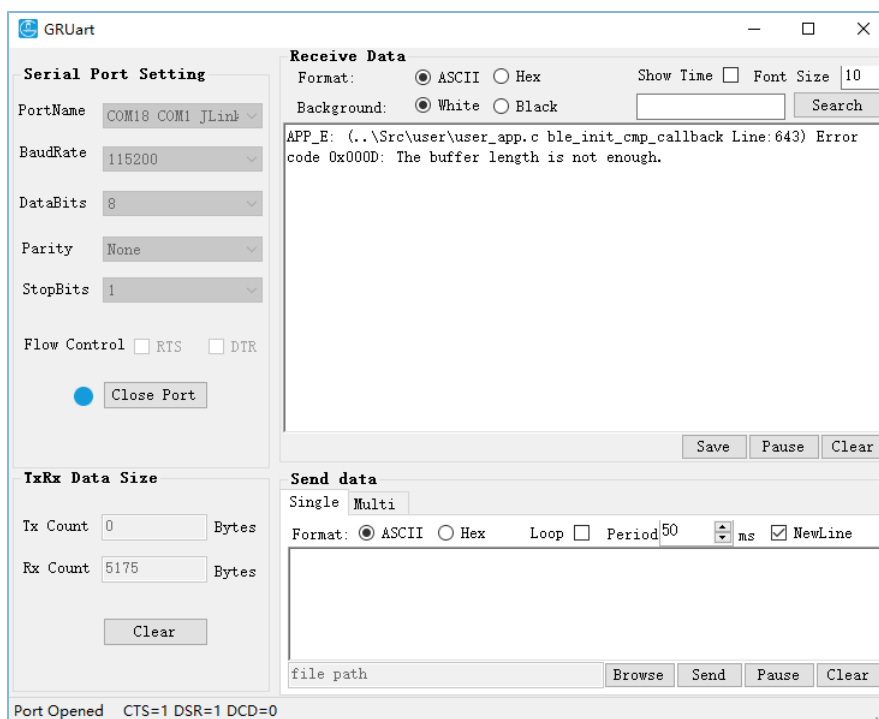 GRUart
Serial Port Setting
PortName COM18 COM1 JLink
BaudRate 115200
DataBits 8
Parity None
StopBits 1
Flow Control RTS DTR
Close Port
TxRx Data Size
Tx Count 0 Bytes
Rx Count 5175 Bytes
Clear
Receive Data
Format: ASCII Hex Show Time Font Size 10
Background: White Black Search
APP_E: (..\Src\user\user_app.c ble_init_cmp_callback Line:643) Error
code 0x000D: The buffer length is not enough.
Save Pause Clear
Send data
Single Multi
Format: ASCII Hex Loop Period 50 ms NewLine
file path Browse Send Pause Clear
Port Opened CTS=1 DSR=1 DCD=0